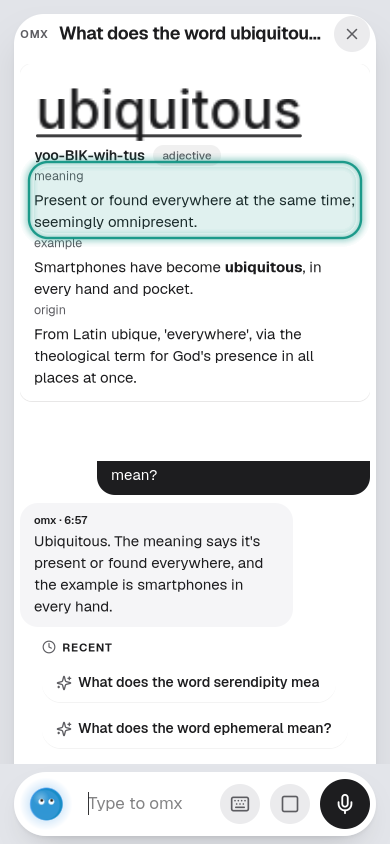 OMX What does the word ubiquitou...
ubiquitous
yoo-BIK-wih-tus adjective
meaning
Present or found everywhere at the same time;
seemingly omnipresent.
example
Smartphones have become ubiquitous, in
every hand and pocket.
origin
From Latin ubique, 'everywhere', via the
theological term for God's presence in all
places at once.
mean?
omx · 6:57
Ubiquitous. The meaning says it's
present or found everywhere, and
the example is smartphones in
every hand.
RECENT
What does the word serendipity mea
What does the word ephemeral mean?
Type to omx